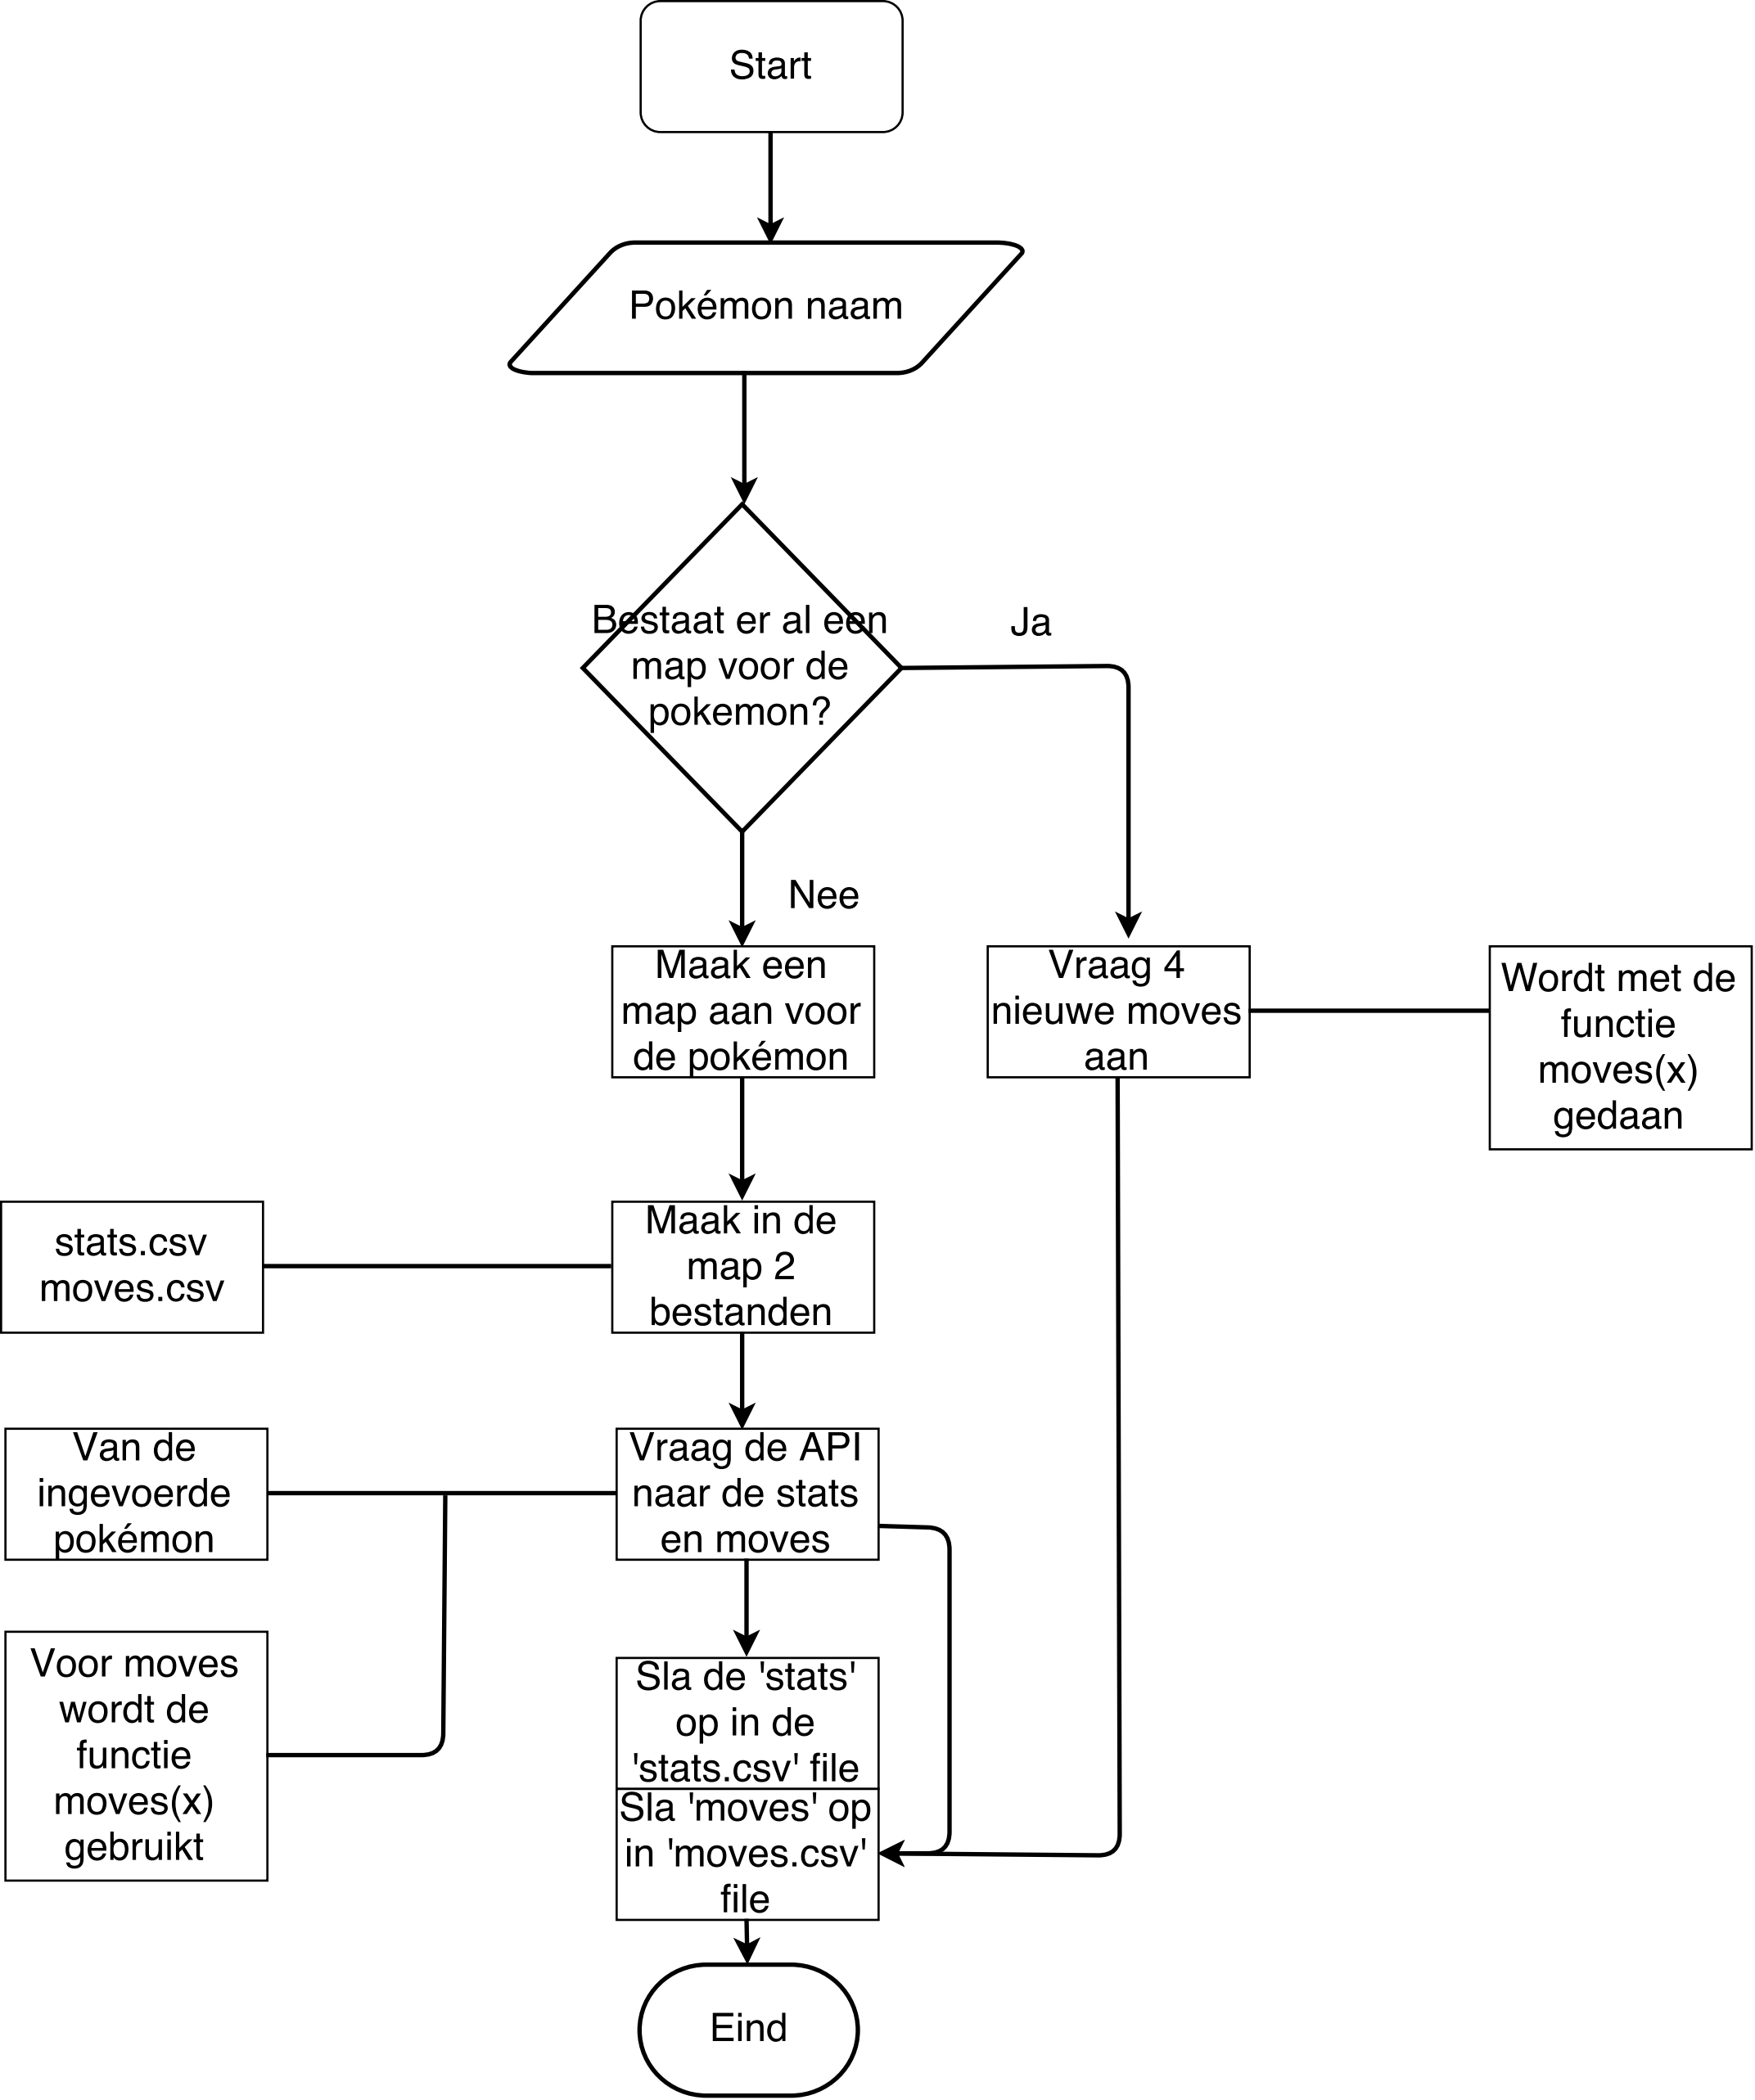 Start
Pokémon naam
Bestaat er al een
map voor de
pokemon?
Ja
Nee
Maak een
map aan voor
de pokémon
Vraag 4
nieuwe moves
aan
Wordt met de
functie
moves(x)
gedaan
stats.csv
moves.csv
Maak in de
map 2
bestanden
Van de
ingevoerde
pokémon
Vraag de API
naar de stats
en moves
Voor moves
wordt de
functie
moves(x)
gebruikt
Sla de 'stats'
op in de
'stats.csv' file
Sla 'moves' op
in 'moves.csv'
file
Eind